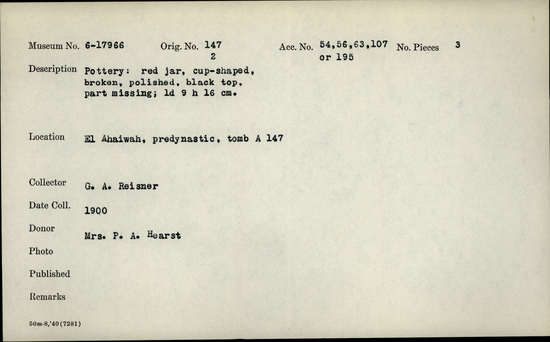 Museum No. 6-17966 Orig. No. 147 Acc. No. 54,56,63,107 No. Pieces 3
2 or 195
Description Pottery: red jar, cup-shaped,
broken, polished, black top,
part missing; ld 9 h 16 cm.
Location El Ahaiwah, predynastic, tomb A 147
Collector G. A. Reisner
Date Coll. 1900
Donor Mrs. P. A. Hearst
Photo
Published
Remarks
50m-8,'40(7281)